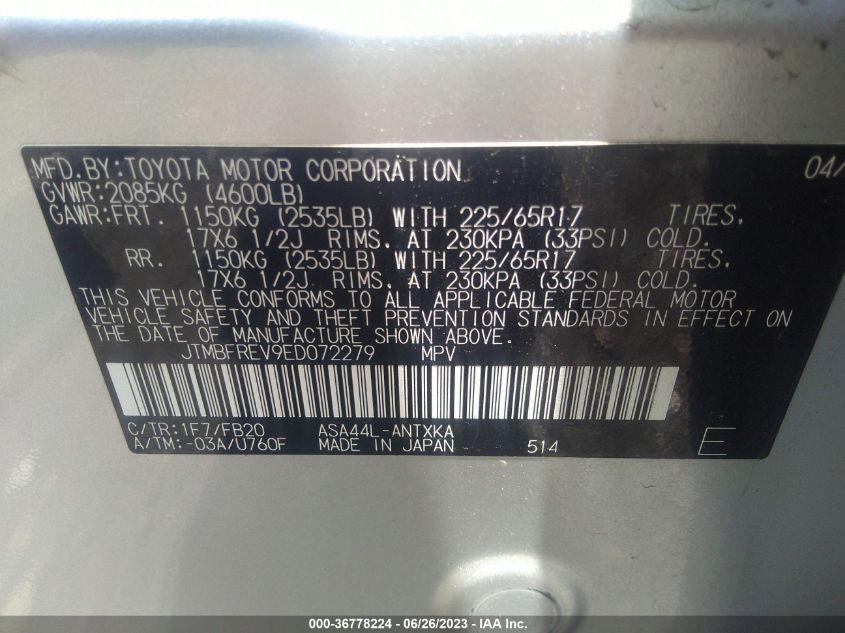 MFD.BY:TOYOTA MOTOR CORPORATION 04/
GVWR:2085KG (4600LB)
GAWR:FRT. 1150KG (2535LB) WITH 225/65R17 TIRES,
17X6 1/2J RIMS, AT 230KPA (33PSI) COLD.
RR. 1150KG (2535LB) WITH 225/65R17 TIRES,
17X6 1/2J RIMS, AT 230KPA (33PSI) COLD.
THIS VEHICLE CONFORMS TO ALL APPLICABLE FEDERAL MOTOR
VEHICLE SAFETY AND THEFT PREVENTION STANDARDS IN EFFECT ON
THE DATE OF MANUFACTURE SHOWN ABOVE.
JTMBFREV9ED072279 MPV
C/TR:1F7/FB20 ASA44L-ANTXKA
A/TM:-03A/U760F MADE IN JAPAN 514 E
000-36778224 - 06/26/2023 - IAA Inc.